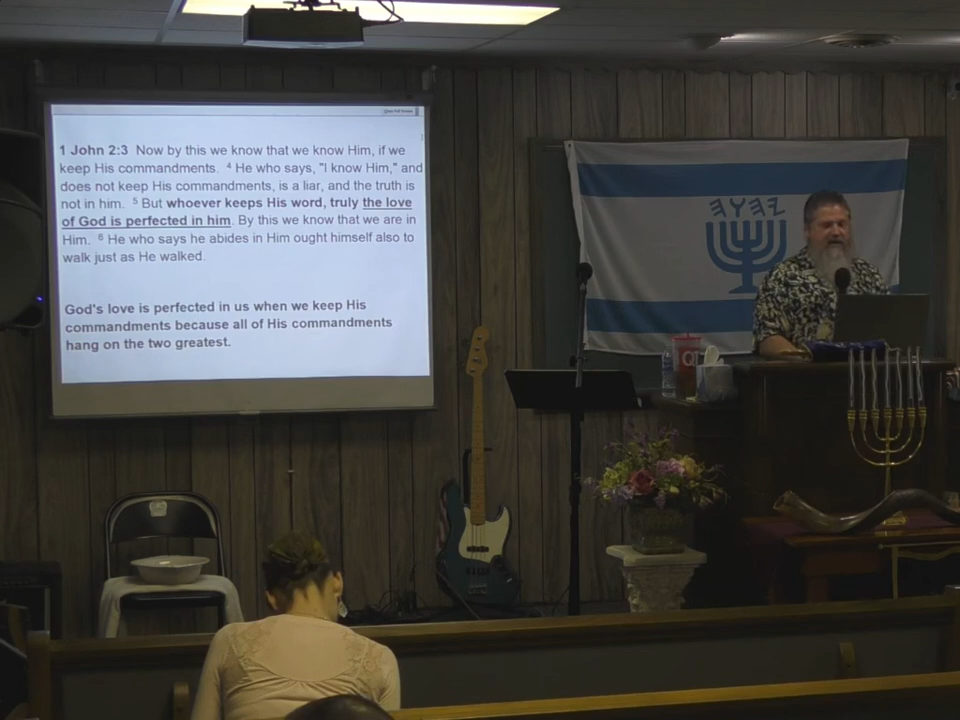 1 John 2:3 Now by this we know that we know Him, if we
keep His commandments. 4 He who says, "I know Him," and
does not keep His commandments, is a liar, and the truth is
not in him. 5 But whoever keeps His word, truly the love
of God is perfected in him. By this we know that we are in
Him. 6 He who says he abides in Him ought himself also to
walk just as He walked.
God's love is perfected in us when we keep His
commandments because all of His commandments
hang on the two greatest.